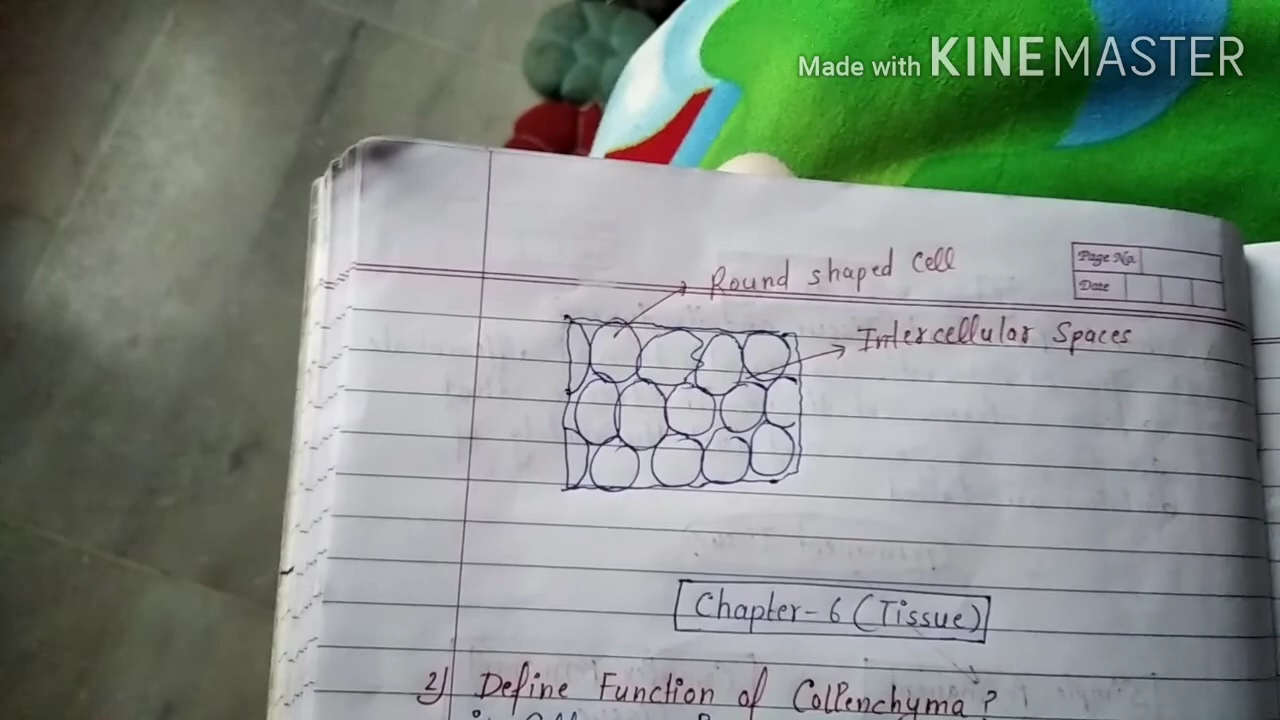 Made with KINEMASTER
Page No.
Date
Round shaped cell
Intercellular Spaces
Chapter-6 (Tissue)
2) Define Function of Collenchyma?